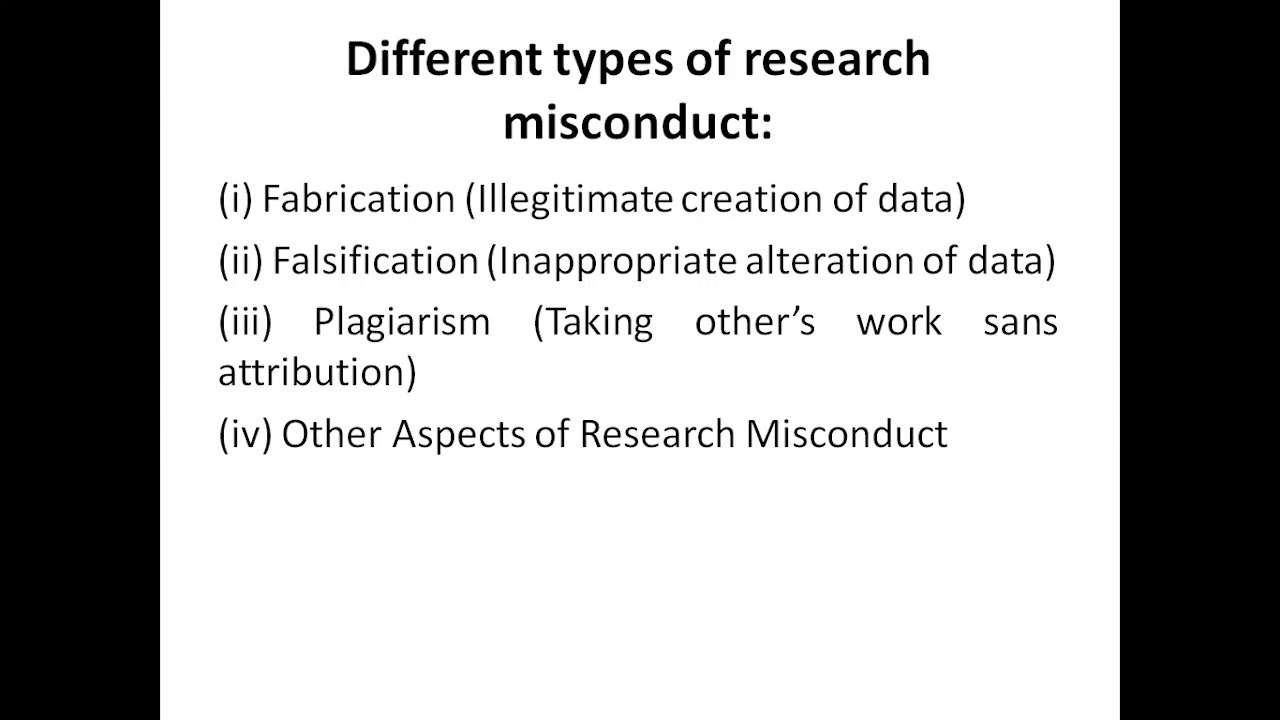 Different types of research
misconduct:
(i) Fabrication (Illegitimate creation of data)
(ii) Falsification (Inappropriate alteration of data)
(iii) Plagiarism (Taking other’s work sans
attribution)
(iv) Other Aspects of Research Misconduct